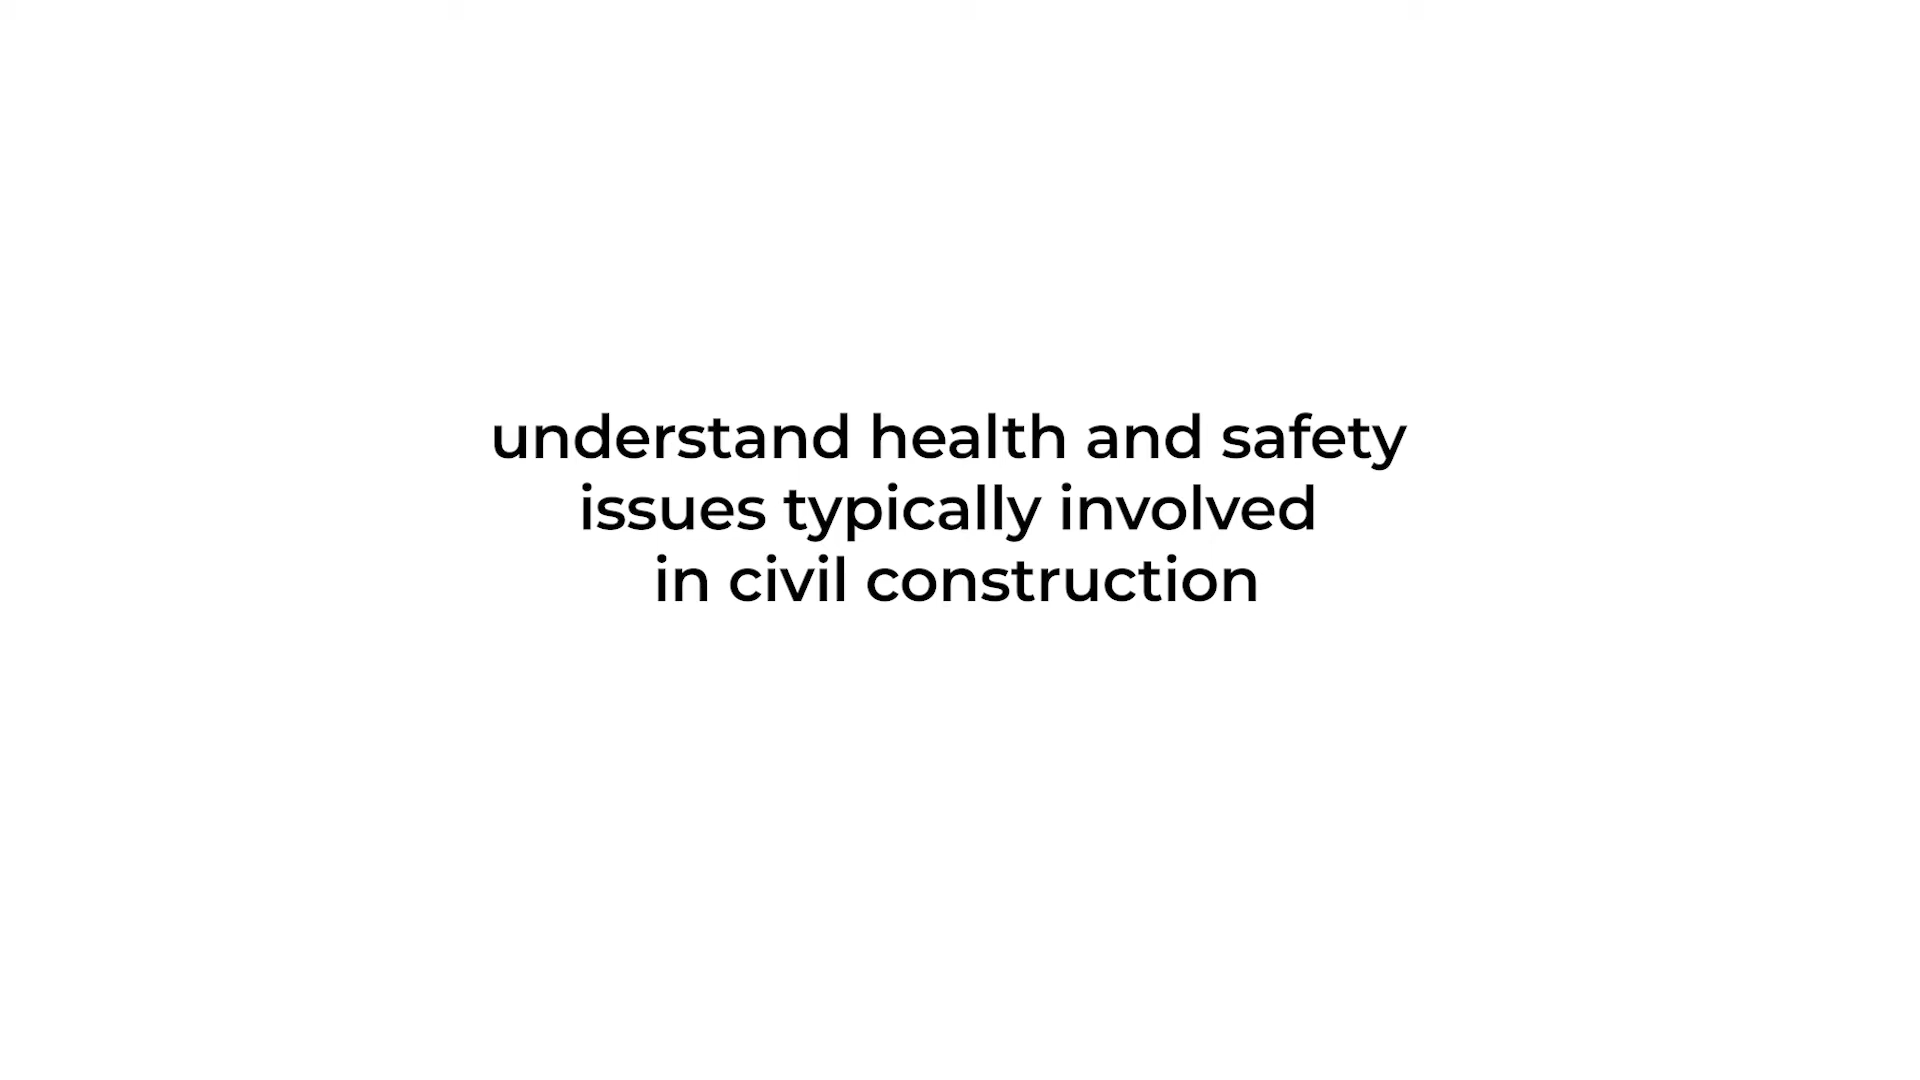 understand health and safety
issues typically involved
in civil construction